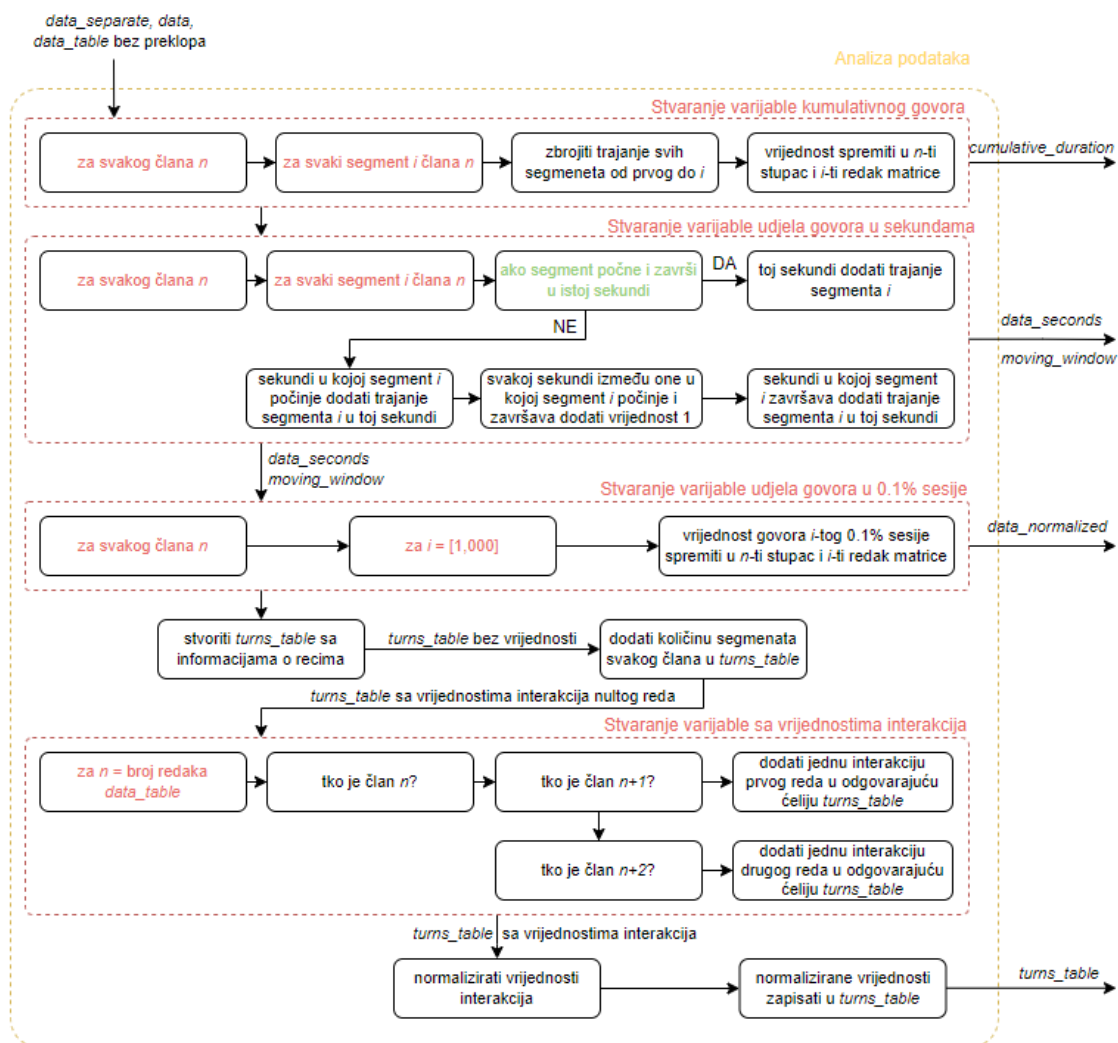 data_separate, data,
data_table bez preklopa
Analiza podataka
Stvaranje varijable kumulativnog govora
za svakog člana n
za svaki segment i člana n
zbrojiti trajanje svih
segmeneta od prvog do i
vrijednost spremiti u n-ti
stupac i i-ti redak matrice
cumulative_duration
Stvaranje varijable udjela govora u sekundama
za svakog člana n
za svaki segment i člana n
ako segment počne i završi
u istoj sekundi
DA
toj sekundi dodati trajanje
segmenta i
NE
data_seconds
moving_window
sekundi u kojoj segment i
počinje dodati trajanje
segmenta i u toj sekundi
svakoj sekundi između one u
kojoj segment i počinje i
završava dodati vrijednost 1
sekundi u kojoj segment
i završava dodati trajanje
segmenta i u toj sekundi
data_seconds
moving_window
Stvaranje varijable udjela govora u 0.1% sesije
za svakog člana n
za i = [1,000]
vrijednost govora i-tog 0.1% sesije
spremiti u n-ti stupac i i-ti redak matrice
data_normalized
stvoriti turns_table sa
informacijama o recima
turns_table bez vrijednosti
dodati količinu segmenata
svakog člana u turns_table
turns_table sa vrijednostima interakcija nultog reda
Stvaranje varijable sa vrijednostima interakcija
za n = broj redaka
data_table
tko je član n?
tko je član n+1?
dodati jednu interakciju
prvog reda u odgovarajuću
ćeliju turns_table
tko je član n+2?
dodati jednu interakciju
drugog reda u odgovarajuću
ćeliju turns_table
turns_table sa vrijednostima interakcija
normalizirati vrijednosti
interakcija
normalizirane vrijednosti
zapisati u turns_table
turns_table